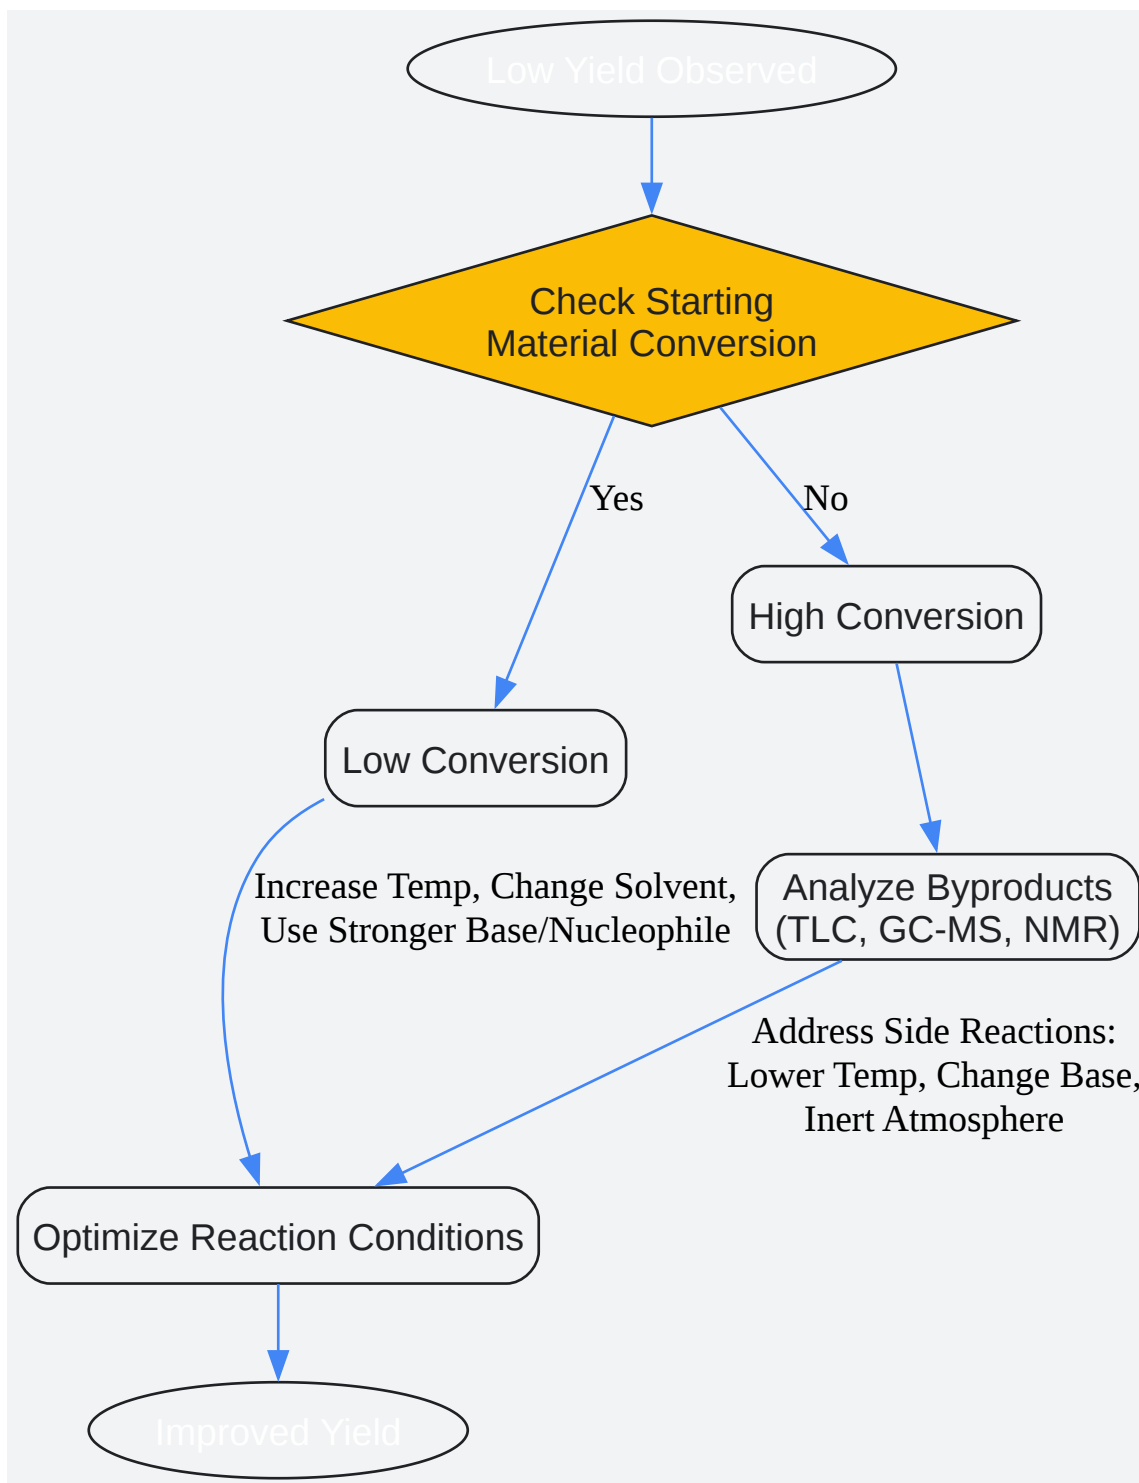 Low Yield Observed
Check Starting
Material Conversion
Yes
No
High Conversion
Low Conversion
Increase Temp, Change Solvent,
Use Stronger Base/Nucleophile
Analyze Byproducts
(TLC, GC-MS, NMR)
Address Side Reactions:
Lower Temp, Change Base,
Inert Atmosphere
Optimize Reaction Conditions
Improved Yield